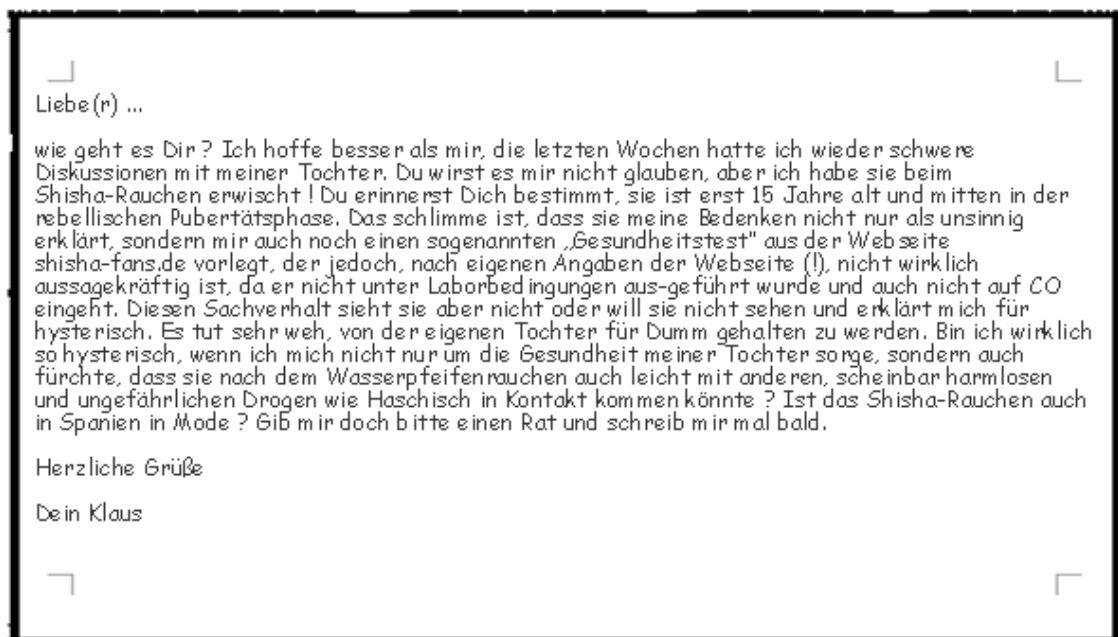 Liebe(r) ...
wie geht es Dir ? Ich hoffe besser als mir, die letzten Wochen hatte ich wieder schwere
Diskussionen mit meiner Tochter. Du wirst es mir nicht glauben, aber ich habe sie beim
Shisha-Rauchen erwischt ! Du erinnerst Dich bestimmt, sie ist erst 15 Jahre alt und mitten in der
rebellischen Pubertätsphase. Das schlimme ist, dass sie meine Bedenken nicht nur als unsinnig
erklärt, sondern mir auch noch einen sogenannten „Gesundheitstest" aus der Webseite
shisha-fans.de vorlegt, der jedoch, nach eigenen Angaben der Webseite (!), nicht wirklich
aussagekräftig ist, da er nicht unter Laborbedingungen aus-geführt wurde und auch nicht auf CO
eingeht. Diesen Sachverhalt sieht sie aber nicht oder will sie nicht sehen und erklärt mich für
hysterisch. Es tut sehr weh, von der eigenen Tochter für Dumm gehalten zu werden. Bin ich wirklich
so hysterisch, wenn ich mich nicht nur um die Gesundheit meiner Tochter sorge, sondern auch
fürchte, dass sie nach dem Wasserpfeifenrauchen auch leicht mit anderen, scheinbar harmlosen
und ungefährlichen Drogen wie Haschisch in Kontakt kommen könnte ? Ist das Shisha-Rauchen auch
in Spanien in Mode ? Gib mir doch bitte einen Rat und schreib mir mal bald.
Herzliche Grüße
Dein Klaus